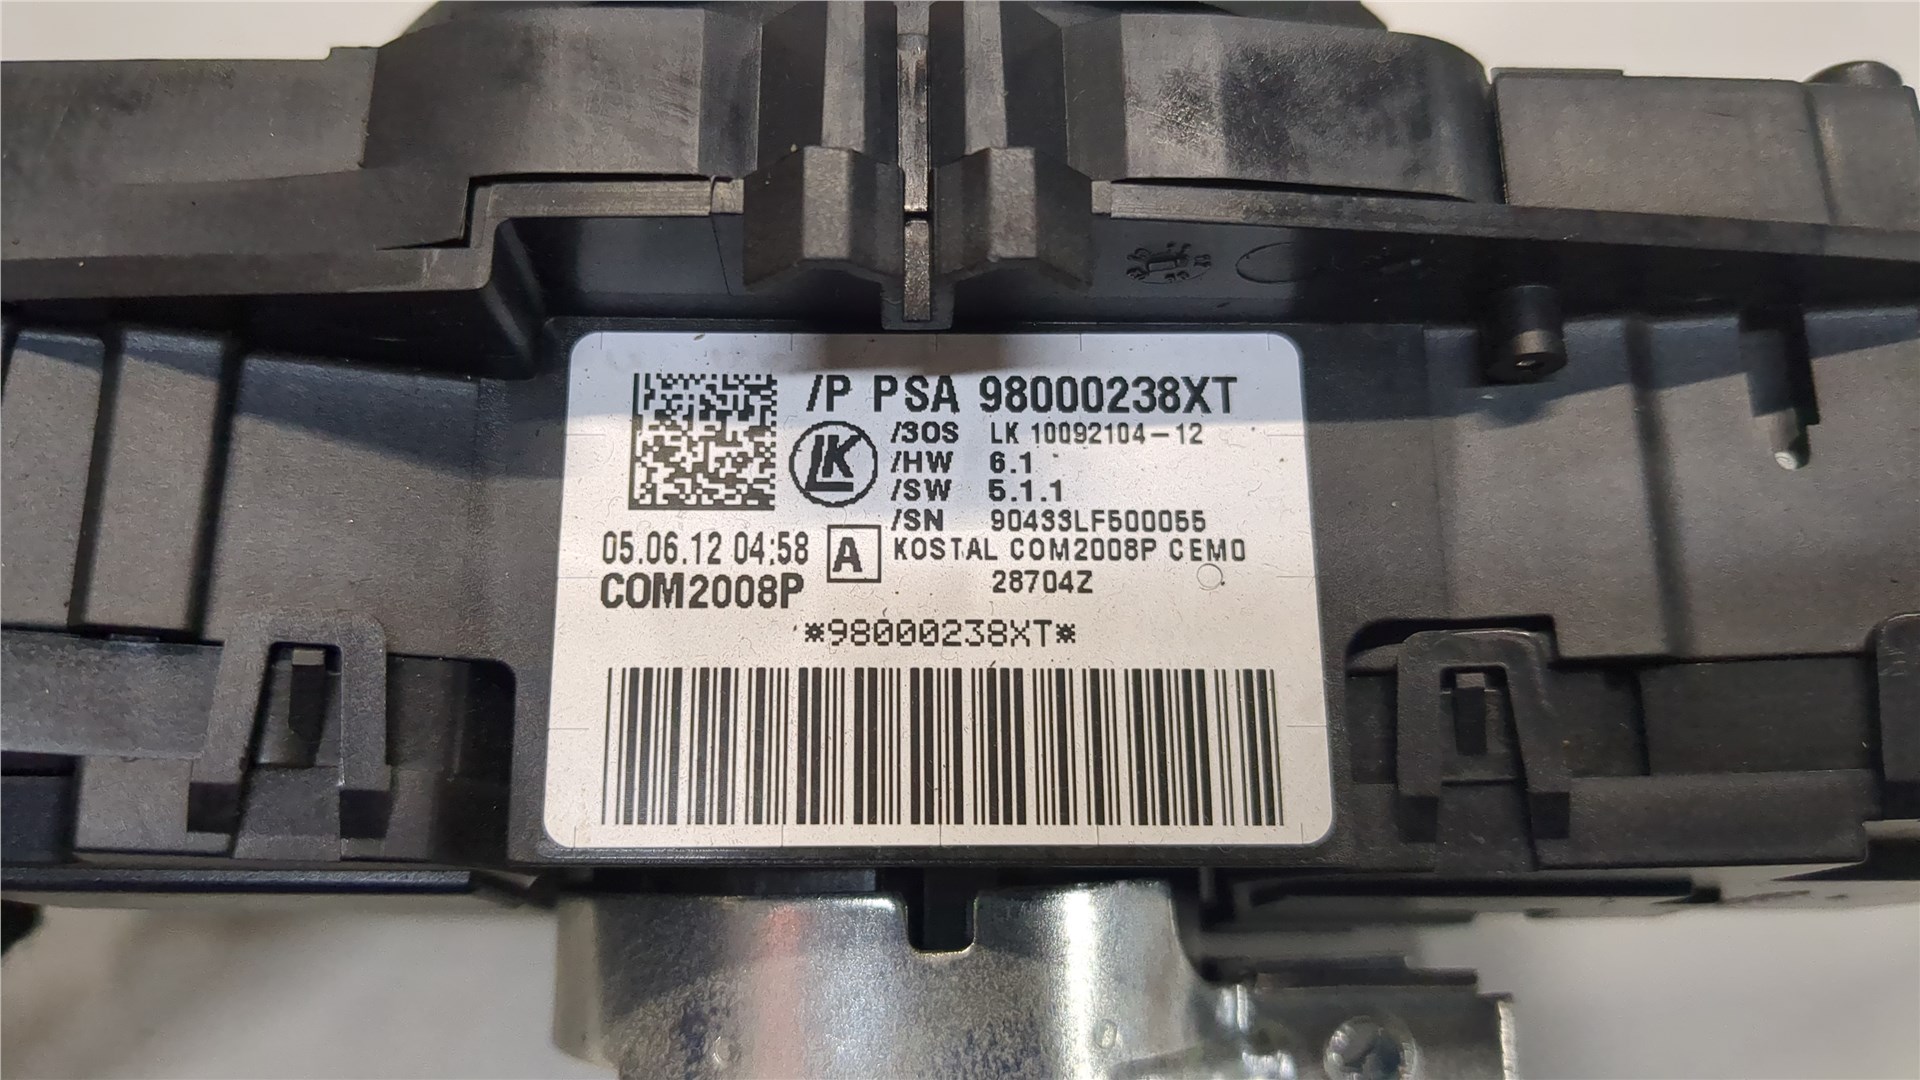 /P PSA 98000238XT
LK
/3OS LK 10092104-12
/HW 6.1
/SW 5.1.1
/SN 90433LF500055
05.06.12 04:58 A KOSTAL COM2008P CEMO
COM2008P 28704Z
*98000238XT*